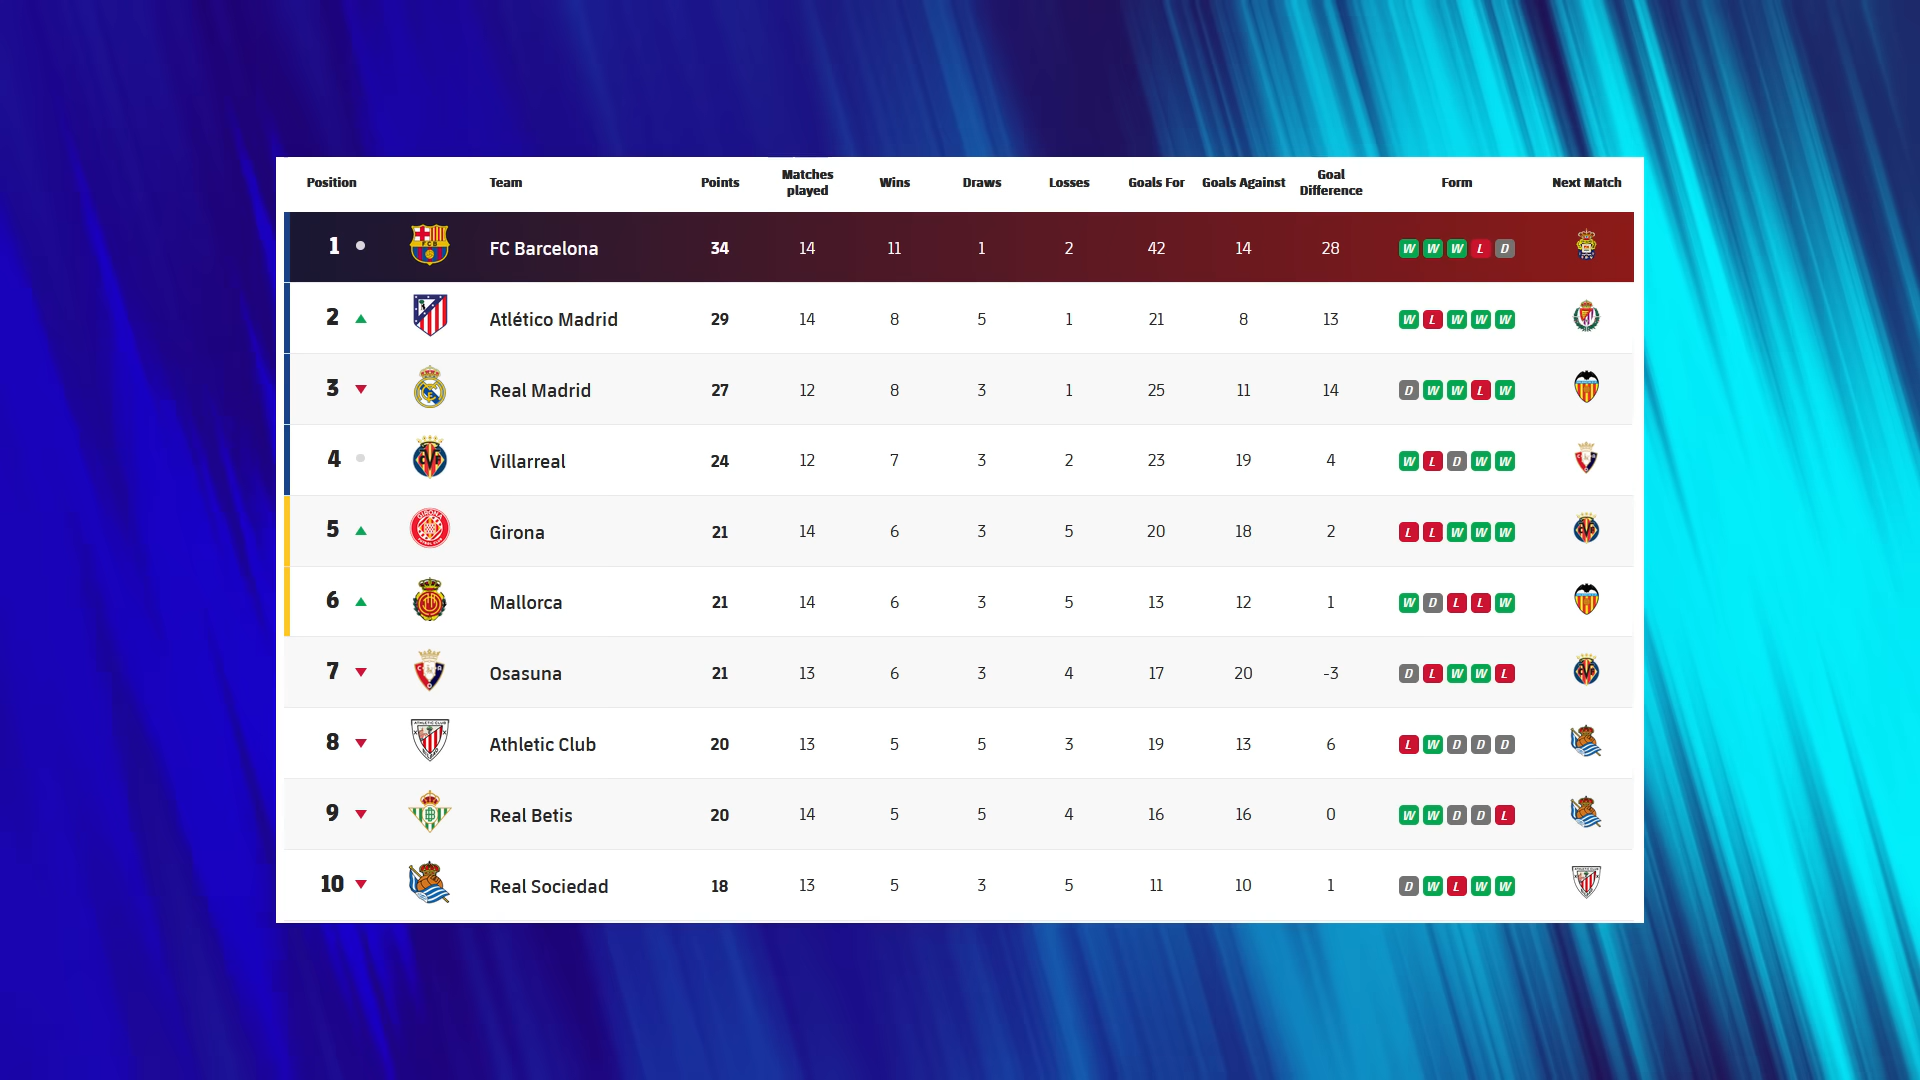 Position Team Points Matches played Wins Draws Losses Goals For Goals Against Goal Difference Form Next Match
1 FC Barcelona 34 14 11 1 2 42 14 28 W W W L D
2 Atlético Madrid 29 14 8 5 1 21 8 13 W L W W W
3 Real Madrid 27 12 8 3 1 25 11 14 D W W L W
4 Villarreal 24 12 7 3 2 23 19 4 W L D W W
5 Girona 21 14 6 3 5 20 18 2 L L W W W
6 Mallorca 21 14 6 3 5 13 12 1 W D L L W
7 Osasuna 21 13 6 3 4 17 20 -3 D L W W L
8 Athletic Club 20 13 5 5 3 19 13 6 L W D D D
9 Real Betis 20 14 5 5 4 16 16 0 W W D D L
10 Real Sociedad 18 13 5 3 5 11 10 1 D W L W W